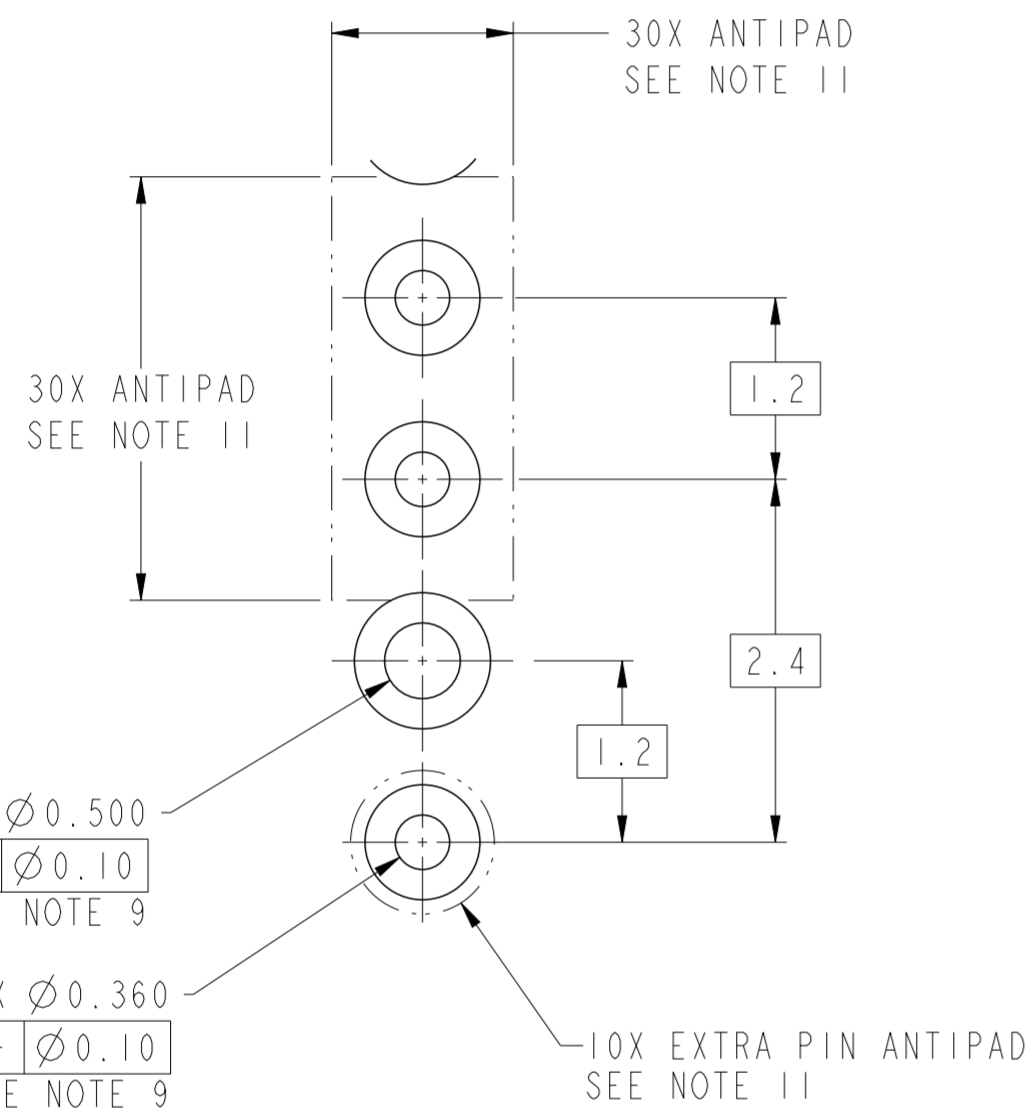 30X ANTIPAD
SEE NOTE 11
30X ANTIPAD
SEE NOTE 11
1.2
2.4
1.2
Ø0.500
Ø0.10
NOTE 9
X Ø0.360
Ø0.10
NOTE 9
10X EXTRA PIN ANTIPAD
SEE NOTE 11